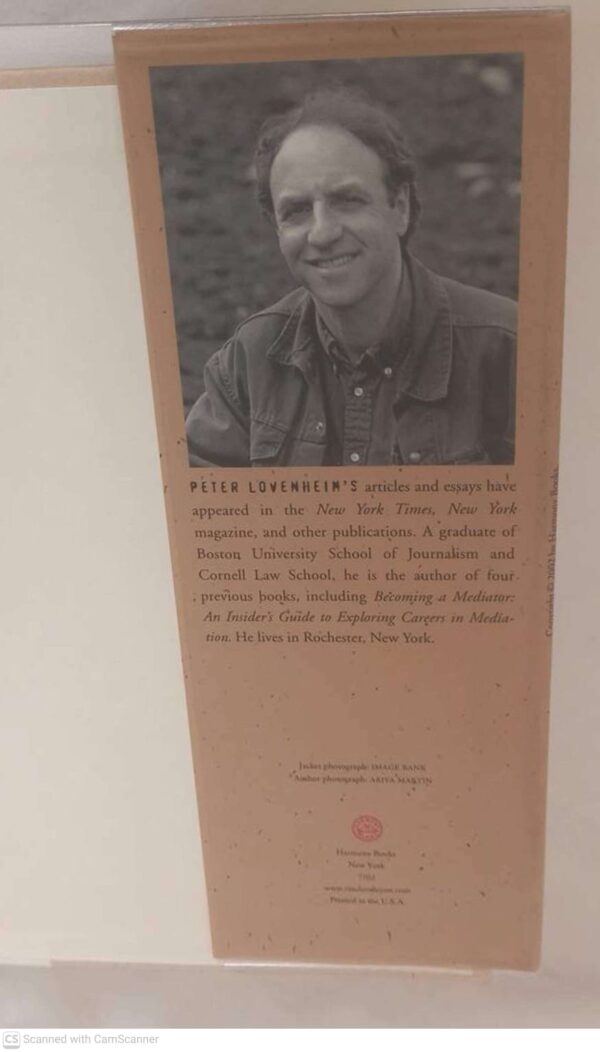 PETER LOVENHEIM'S articles and essays have
appeared in the New York Times, New York
magazine, and other publications. A graduate of
Boston University School of Journalism and
Cornell Law School, he is the author of four
previous books, including Becoming a Mediator:
An Insider's Guide to Exploring Careers in Media-
tion. He lives in Rochester, New York.
Jacket photograph: IMAGE BANK
Author photograph: ARIYA MARTIN
Harmony Books
New York
7/02
Printed in the U.S.A.
Copyright © 2002 by Harmony Books
CS Scanned with CamScanner